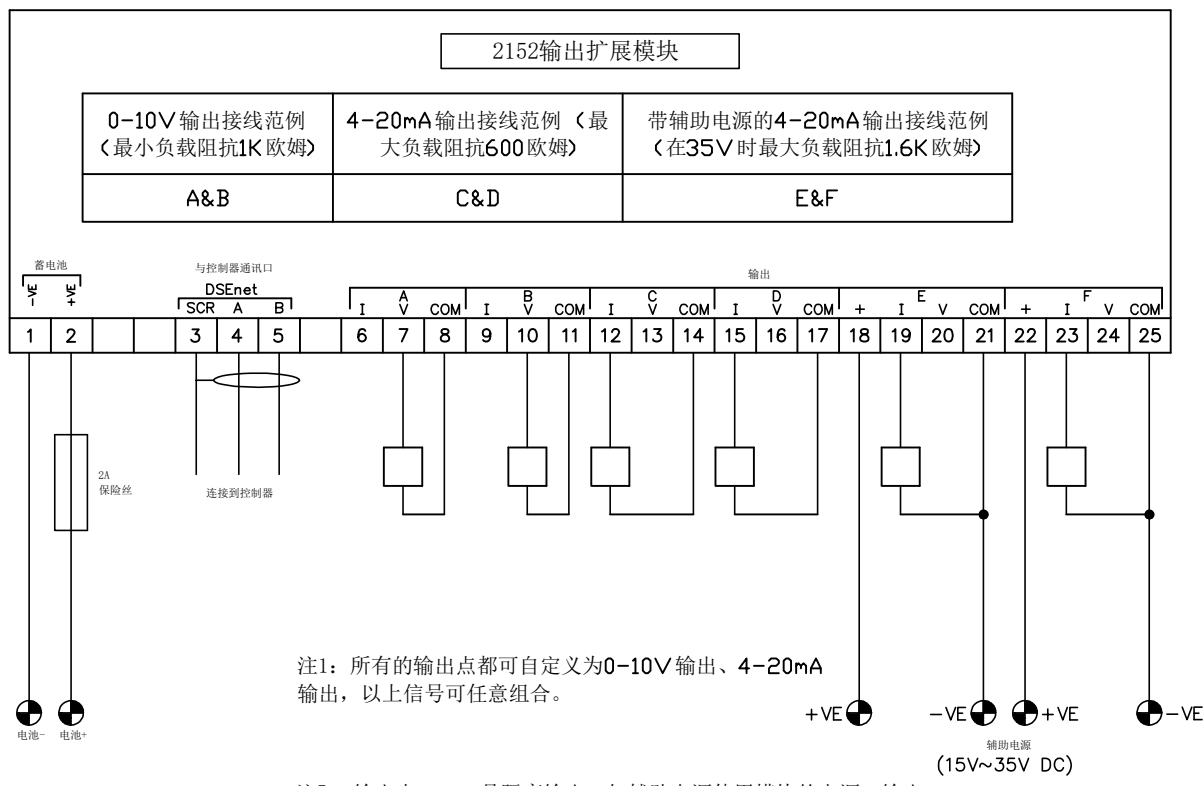 2152输出扩展模块
0-10V输出接线范例
（最小负载阻抗1K欧姆）
4-20mA输出接线范例（最
大负载阻抗600欧姆）
带辅助电源的4-20mA输出接线范例
（在35V时最大负载阻抗1.6K欧姆）
A&B C&D E&F
蓄电池
-VE +VE
与控制器通讯口
DSEnet
SCR A B
输出
A B C D E F
I V COM I V COM I V COM I V COM + I V COM + I V COM
1 2 3 4 5 6 7 8 9 10 11 12 13 14 15 16 17 18 19 20 21 22 23 24 25
2A
保险丝
连接到控制器
注1：所有的输出点都可自定义为0-10V输出、4-20mA
输出，以上信号可任意组合。
电池- 电池+
+VE -VE +VE -VE
辅助电源
(15V~35V DC)